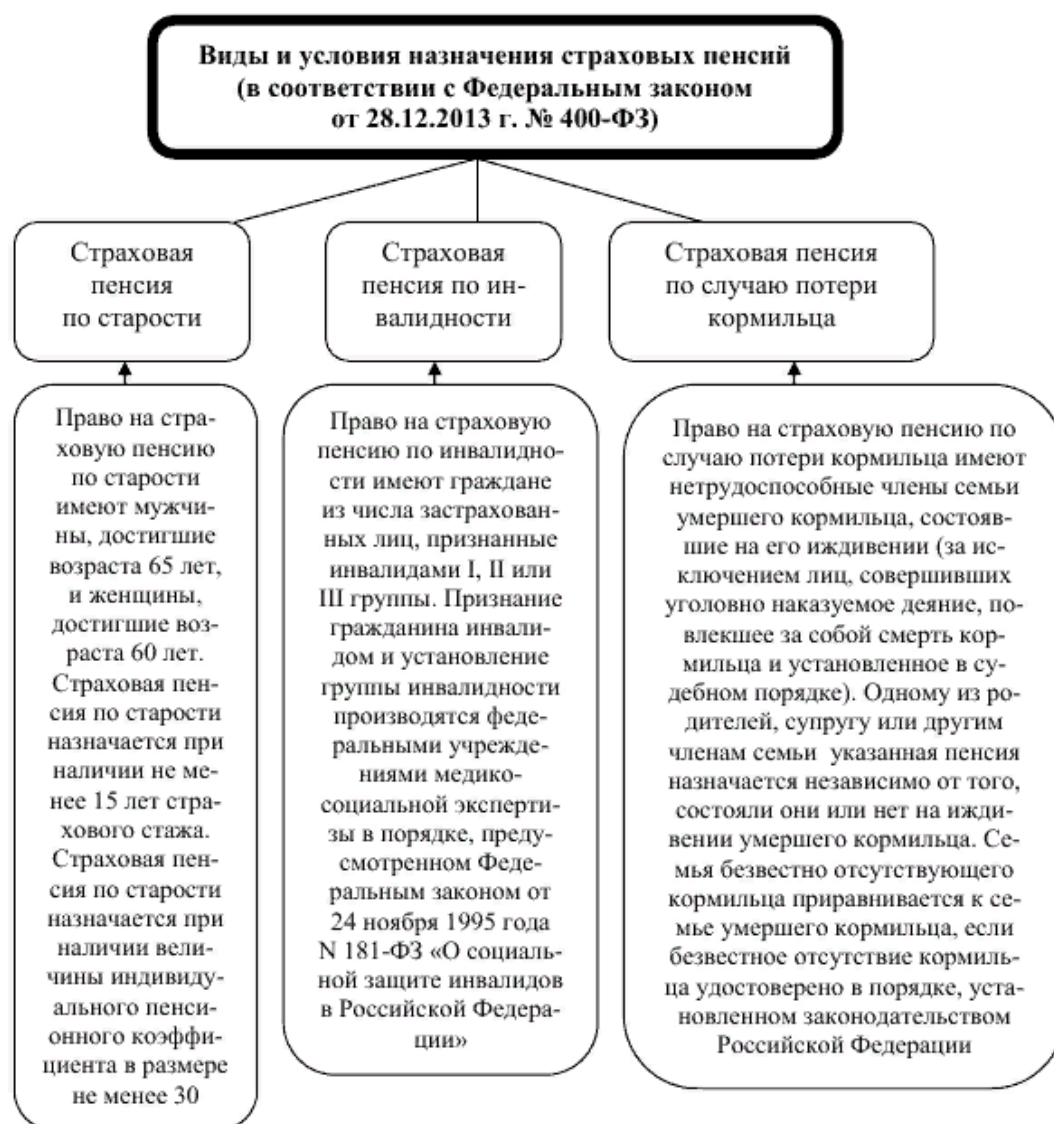 Виды и условия назначения страховых пенсий
(в соответствии с Федеральным законом
от 28.12.2013 г. № 400-ФЗ)
Страховая
пенсия
по старости
Страховая
пенсия по ин-
валидности
Страховая пенсия
по случаю потери
кормильца
Право на стра-
ховую пенсию
по старости
имеют мужчи-
ны, достигшие
возраста 65 лет,
и женщины,
достигшие воз-
раста 60 лет.
Страховая пен-
сия по старости
назначается при
наличии не ме-
нее 15 лет стра-
хового стажа.
Страховая пен-
сия по старости
назначается при
наличии вели-
чины индивиду-
ального пенси-
онного коэффи-
циента в размере
не менее 30
Право на страховую
пенсию по инвалидно-
сти имеют граждане
из числа застрахован-
ных лиц, признанные
инвалидами I, II или
III группы. Признание
гражданина инвали-
дом и установление
группы инвалидности
производятся феде-
ральными учрежде-
ниями медико-
социальной эксперти-
зы в порядке, преду-
смотренном Феде-
ральным законом от
24 ноября 1995 года
N 181-ФЗ «О социаль-
ной защите инвалидов
в Российской Федера-
ции»
Право на страховую пенсию по
случаю потери кормильца имеют
нетрудоспособные члены семьи
умершего кормильца, состояв-
шие на его иждивении (за ис-
ключением лиц, совершивших
уголовно наказуемое деяние, по-
влекшее за собой смерть кор-
мильца и установленное в су-
дебном порядке). Одному из ро-
дителей, супругу или другим
членам семьи указанная пенсия
назначается независимо от того,
состояли они или нет на ижди-
вении умершего кормильца. Се-
мья безвестно отсутствующего
кормильца приравнивается к се-
мье умершего кормильца, если
безвестное отсутствие кормиль-
ца удостоверено в порядке, уста-
новленном законодательством
Российской Федерации